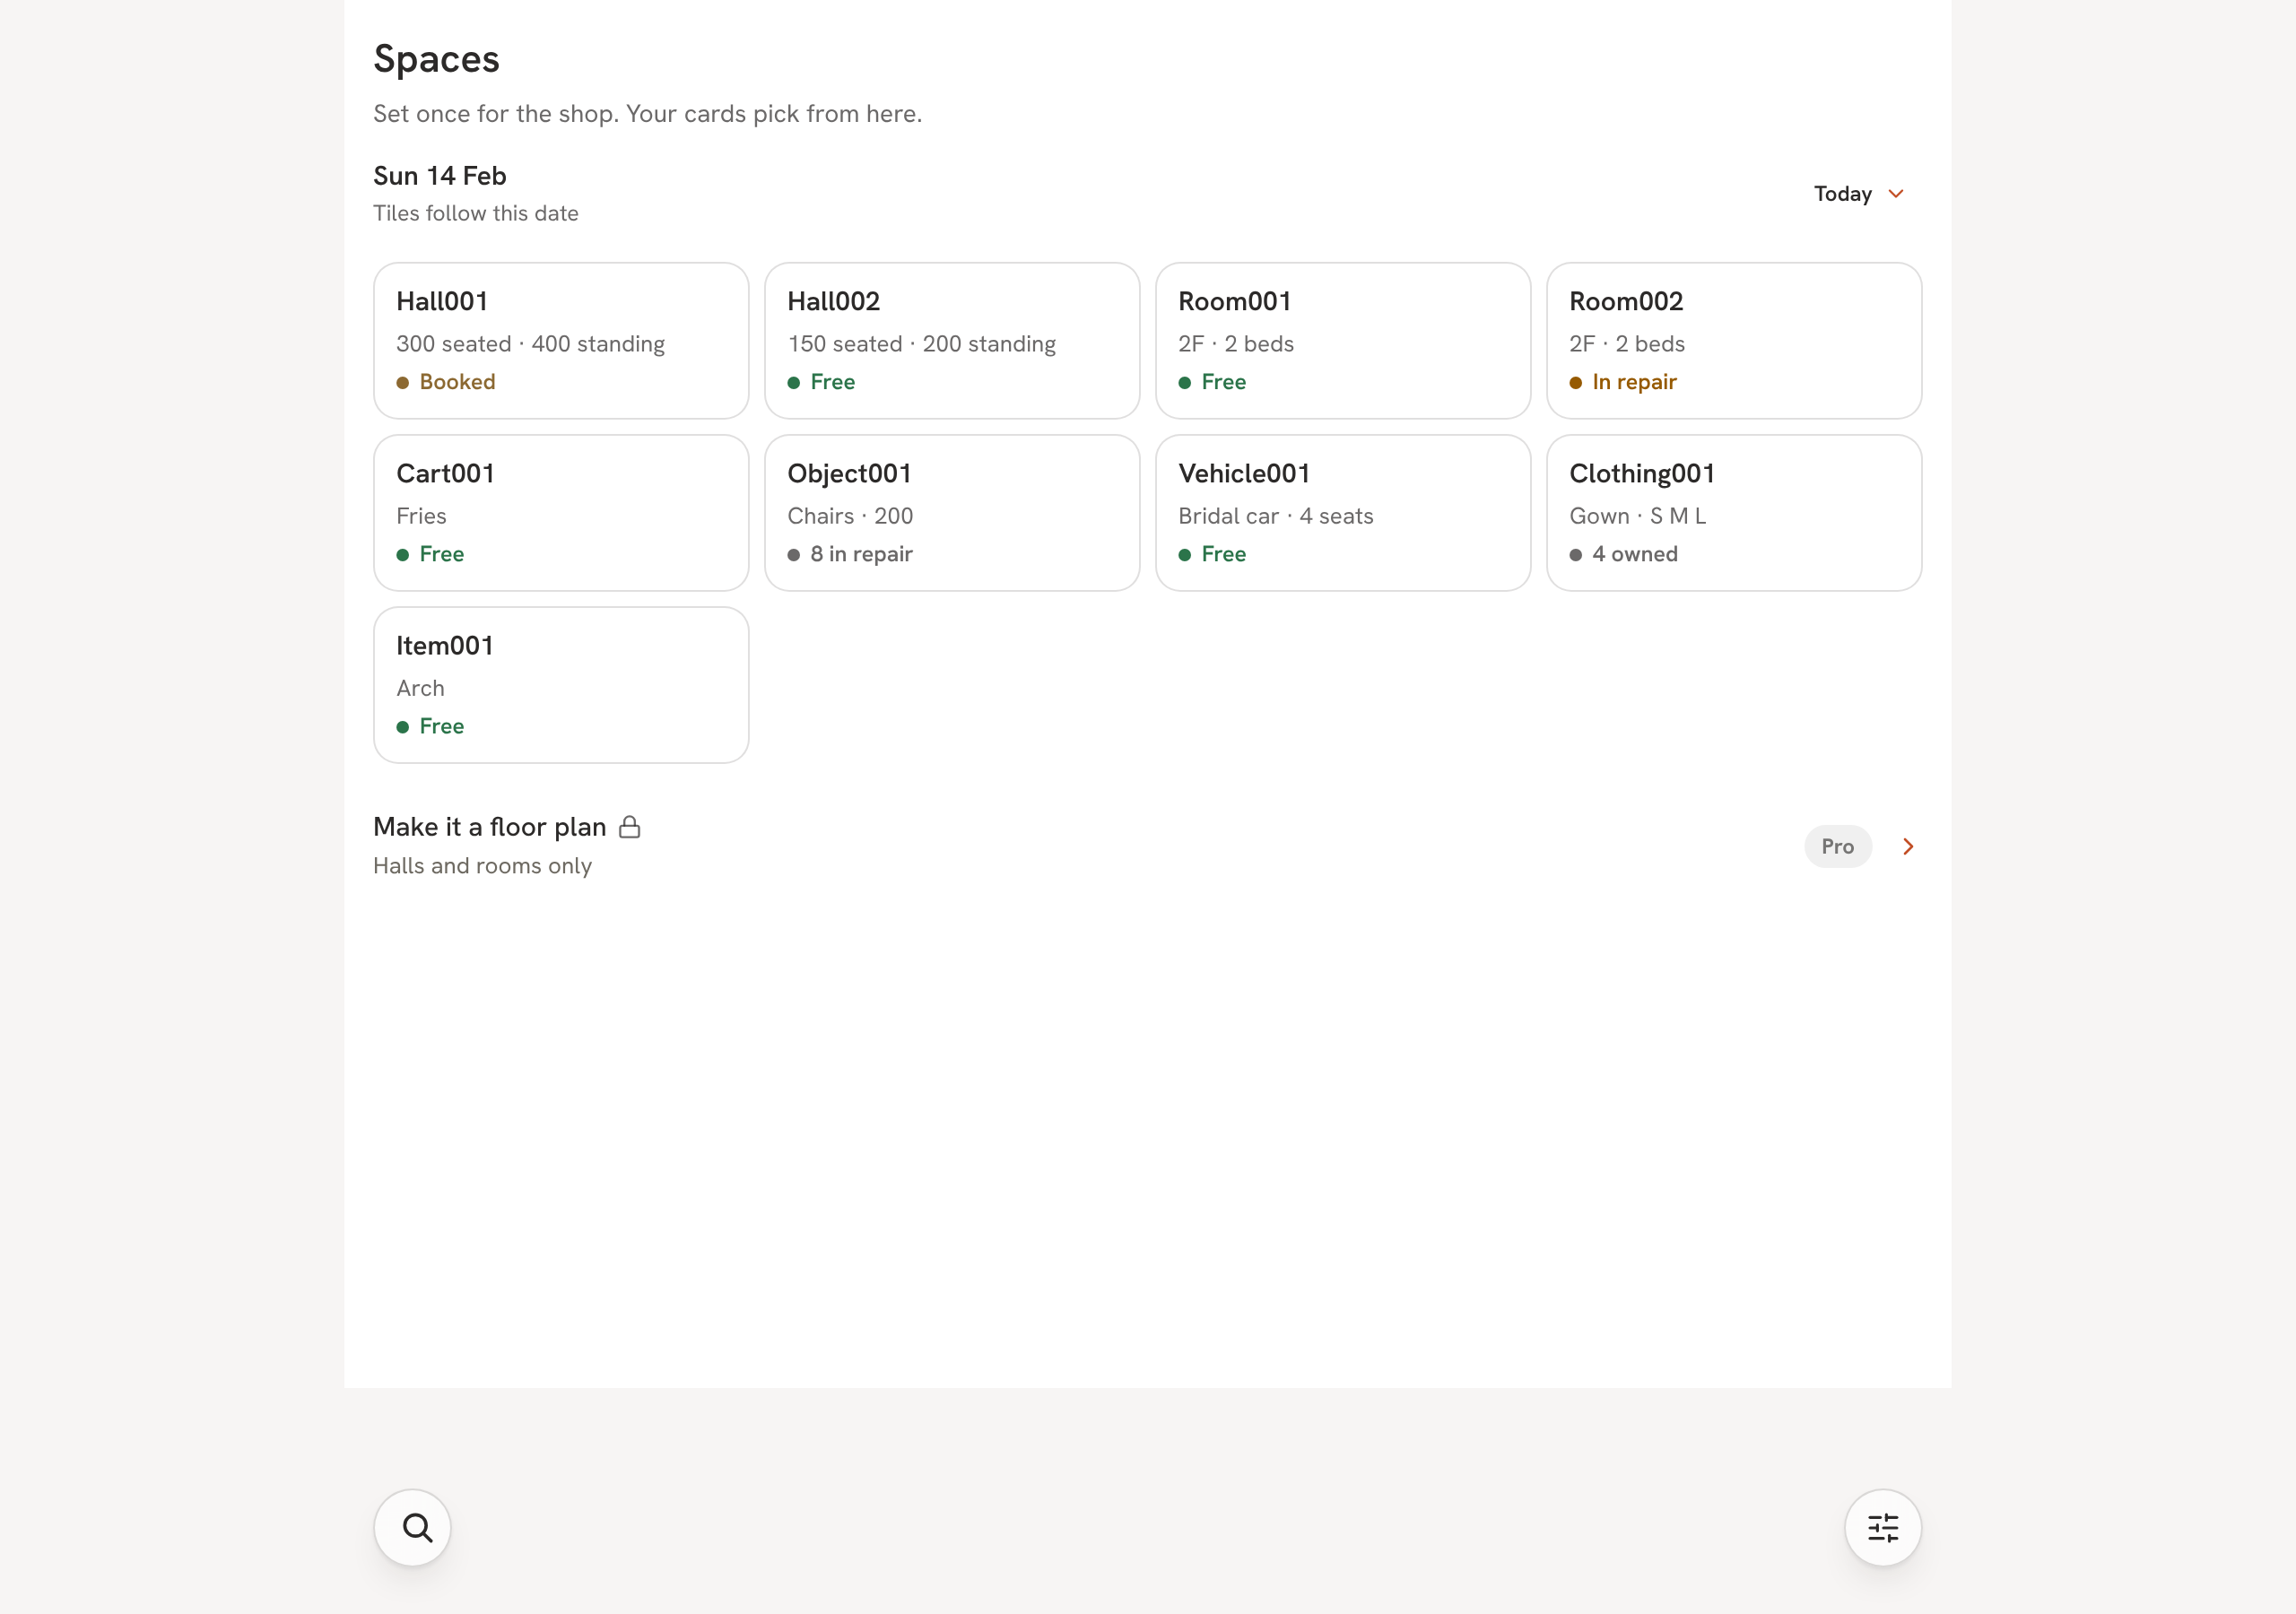 Spaces
Set once for the shop. Your cards pick from here.
Sun 14 Feb
Tiles follow this date
Today
Hall001
300 seated · 400 standing
Booked
Hall002
150 seated · 200 standing
Free
Room001
2F · 2 beds
Free
Room002
2F · 2 beds
In repair
Cart001
Fries
Free
Object001
Chairs · 200
8 in repair
Vehicle001
Bridal car · 4 seats
Free
Clothing001
Gown · S M L
4 owned
Item001
Arch
Free
Make it a floor plan
Halls and rooms only
Pro